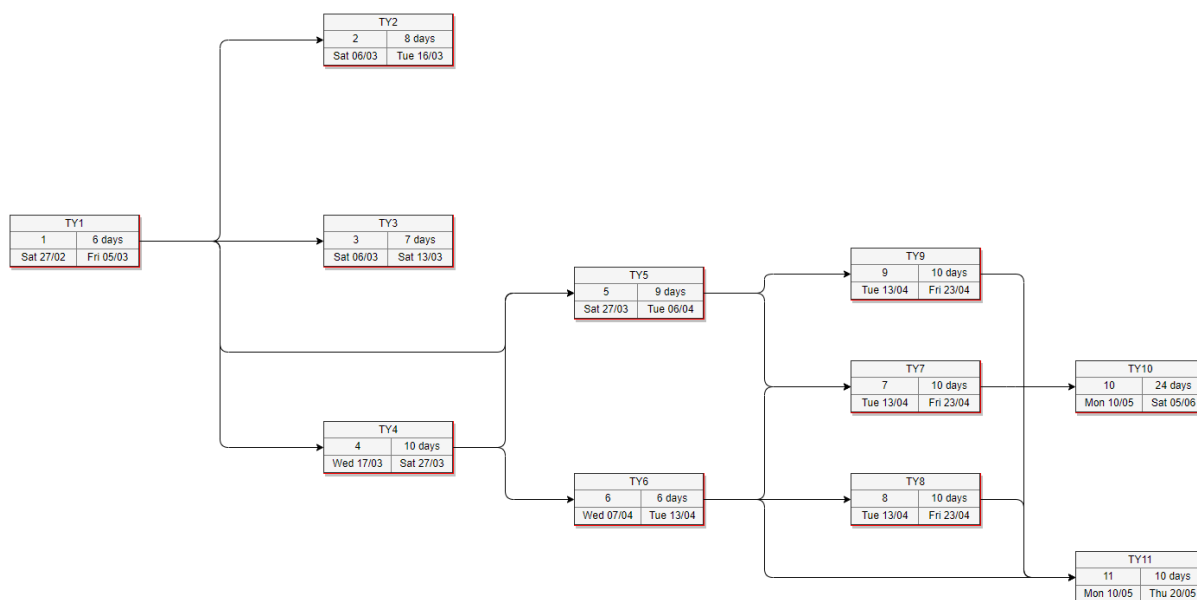 TY2
2 8 days
Sat 06/03 Tue 16/03
TY1
1 6 days
Sat 27/02 Fri 05/03
TY3
3 7 days
Sat 06/03 Sat 13/03
TY5
5 9 days
Sat 27/03 Tue 06/04
TY9
9 10 days
Tue 13/04 Fri 23/04
TY7
7 10 days
Tue 13/04 Fri 23/04
TY10
10 24 days
Mon 10/05 Sat 05/06
TY4
4 10 days
Wed 17/03 Sat 27/03
TY6
6 6 days
Wed 07/04 Tue 13/04
TY8
8 10 days
Tue 13/04 Fri 23/04
TY11
11 10 days
Mon 10/05 Thu 20/05